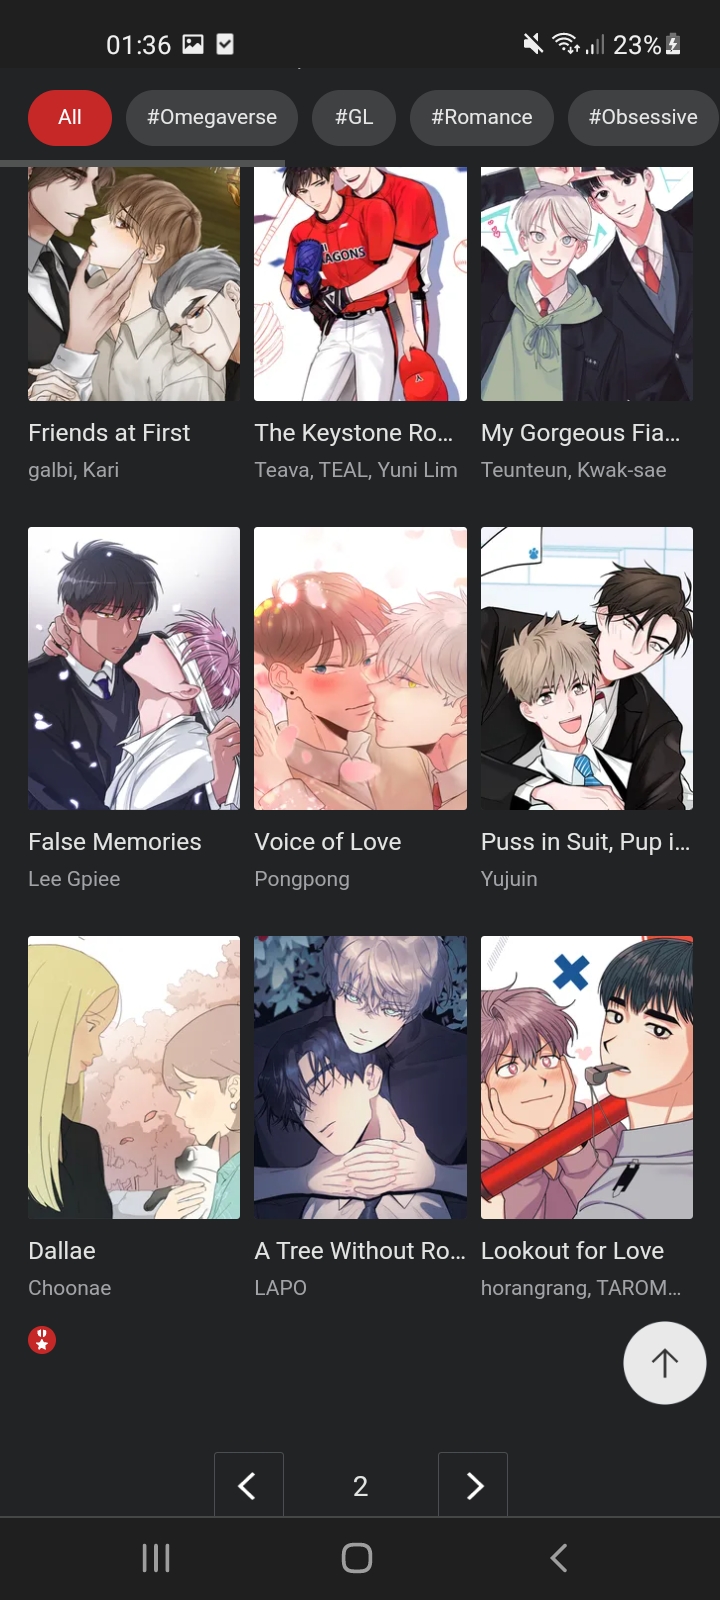 01:36
23%
All
#Omegaverse
#GL
#Romance
#Obsessive
AGONS
A
Friends at First
The Keystone Ro...
My Gorgeous Fia...
galbi, Kari
Teava, TEAL, Yuni Lim
Teunteun, Kwak-sae
False Memories
Voice of Love
Puss in Suit, Pup i...
Lee Gpiee
Pongpong
Yujuin
Dallae
A Tree Without Ro...
Lookout for Love
Choonae
LAPO
horangrang, TAROM...
2